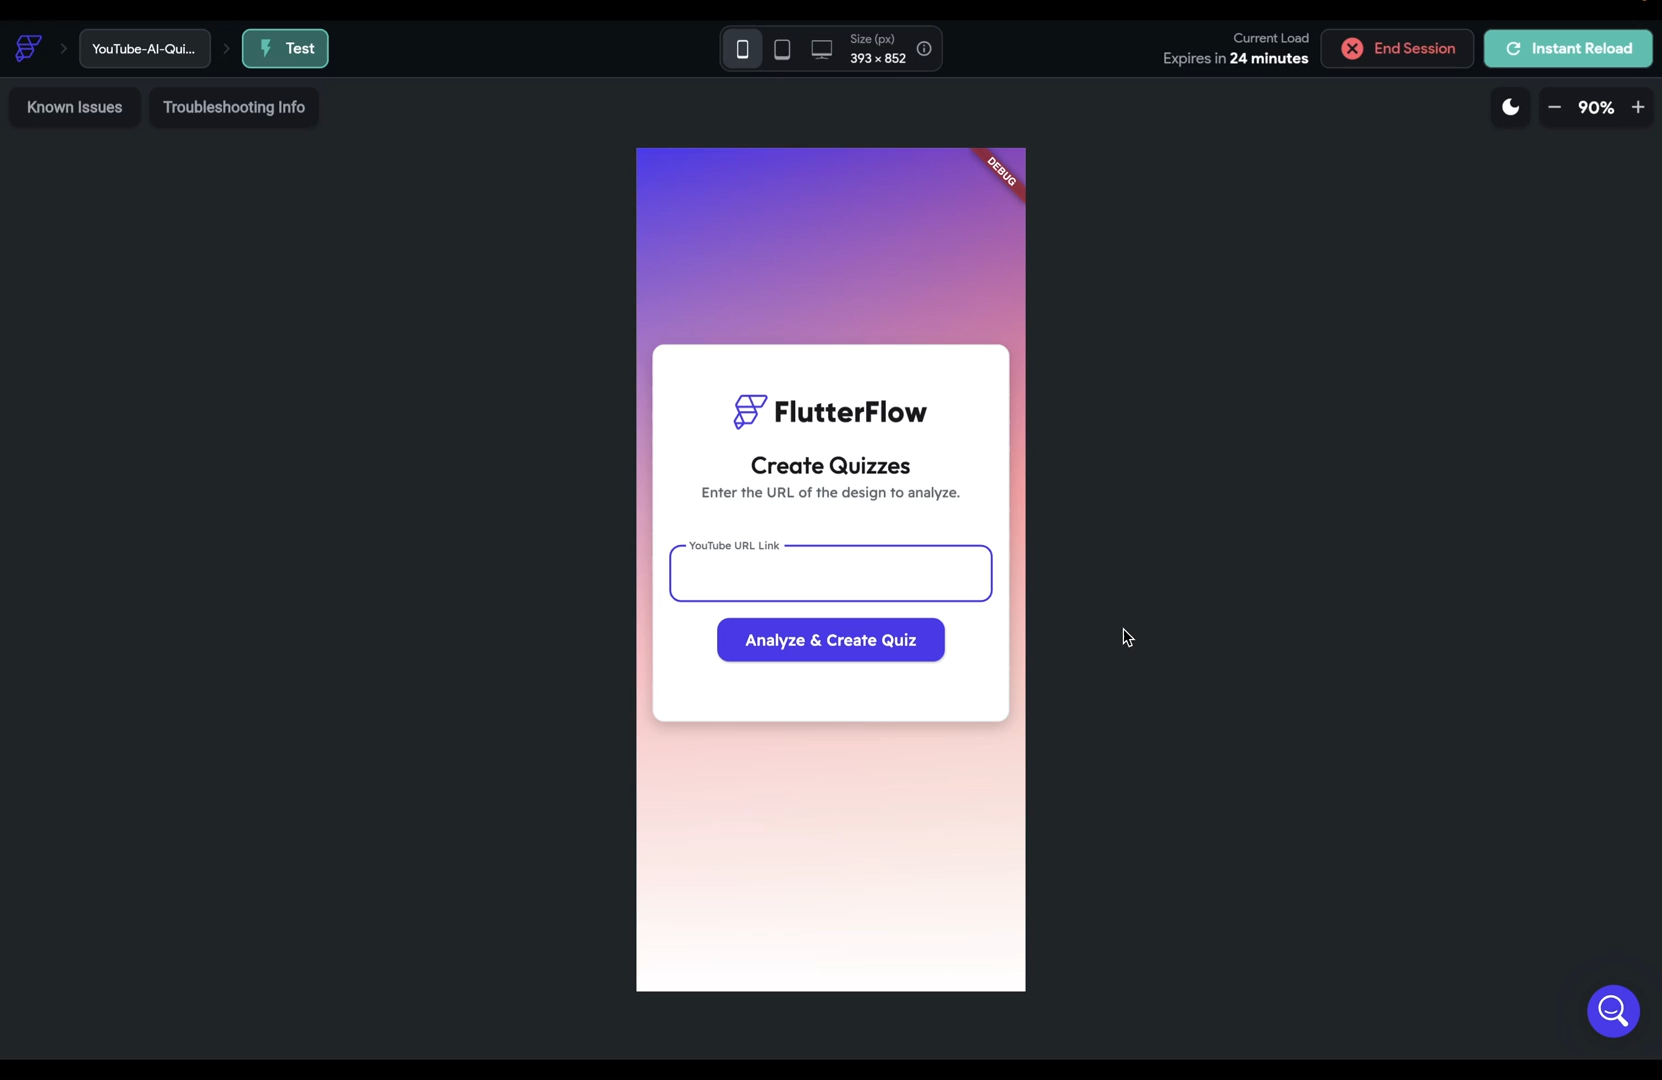 YouTube-AI-Qui...
Test
Size (px)
393 × 852
Current Load
Expires in 24 minutes
End Session
Instant Reload
Known Issues
Troubleshooting Info
90%
DEBUG
FlutterFlow
Create Quizzes
Enter the URL of the design to analyze.
YouTube URL Link
Analyze & Create Quiz